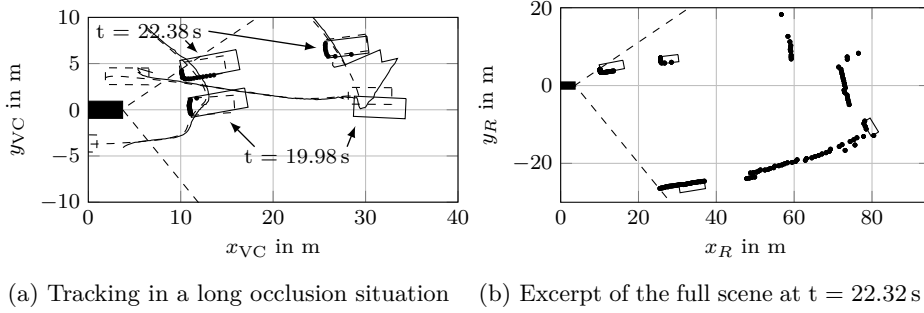 10
5
0
−5
−10
0
10
20
30
40
y_VC in m
x_VC in m
t = 22.38 s
t = 19.98 s
20
0
−20
0
20
40
60
80
y_R in m
x_R in m
(a) Tracking in a long occlusion situation
(b) Excerpt of the full scene at t = 22.32 s